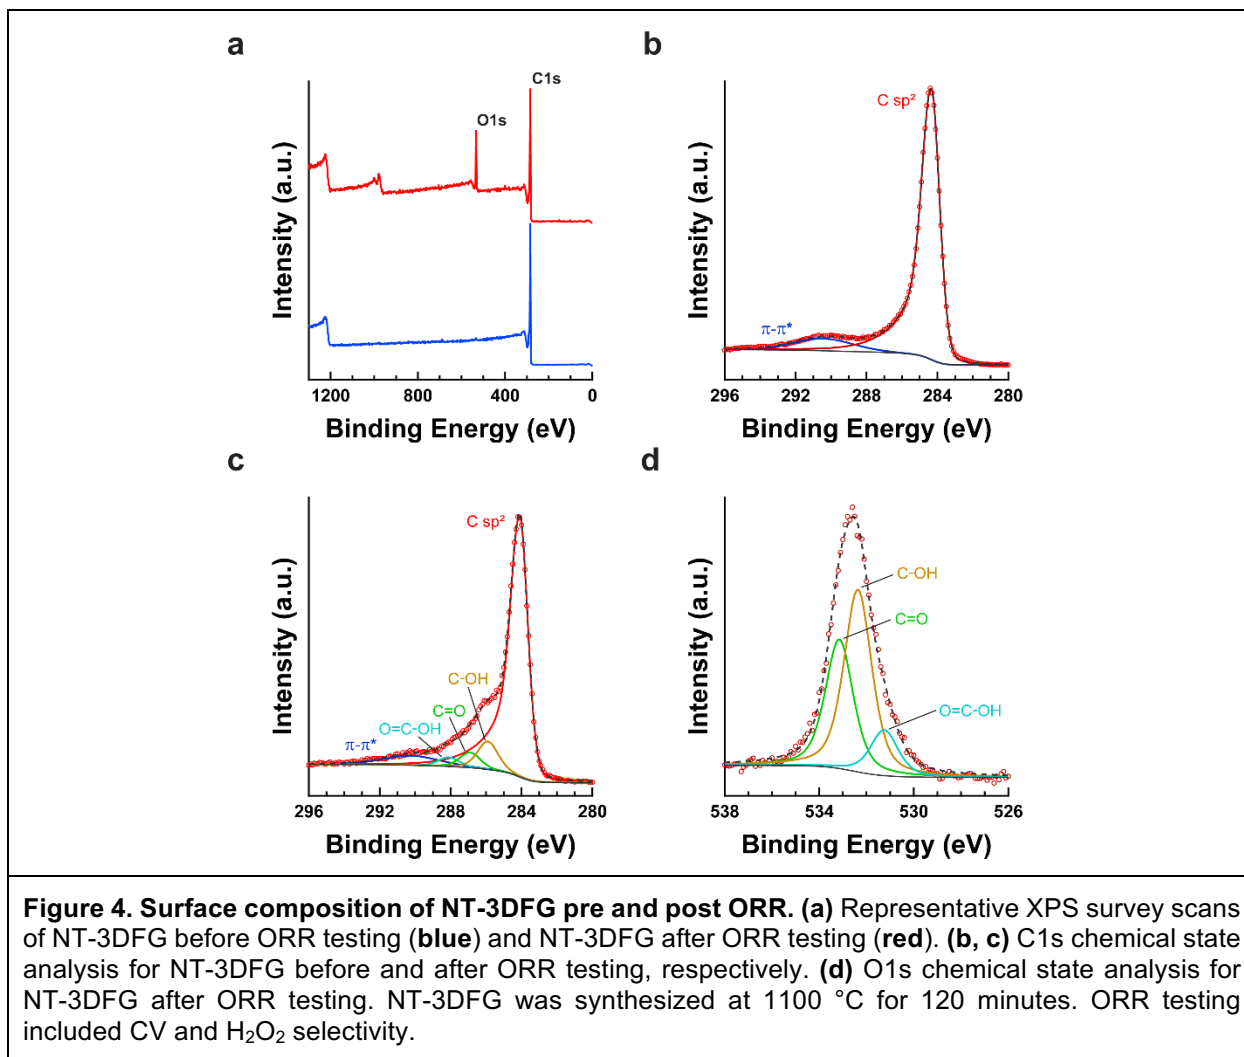 a
C1s
O1s
Intensity (a.u.)
1200 800 400 0
Binding Energy (eV)
b
C sp²
π-π*
Intensity (a.u.)
296 292 288 284 280
Binding Energy (eV)
c
C sp²
C-OH
C=O
O=C-OH
π-π*
Intensity (a.u.)
296 292 288 284 280
Binding Energy (eV)
d
C-OH
C=O
O=C-OH
Intensity (a.u.)
538 534 530 526
Binding Energy (eV)
Figure 4. Surface composition of NT-3DFG pre and post ORR. (a) Representative XPS survey scans
of NT-3DFG before ORR testing (blue) and NT-3DFG after ORR testing (red). (b, c) C1s chemical state
analysis for NT-3DFG before and after ORR testing, respectively. (d) O1s chemical state analysis for
NT-3DFG after ORR testing. NT-3DFG was synthesized at 1100 °C for 120 minutes. ORR testing
included CV and H₂O₂ selectivity.